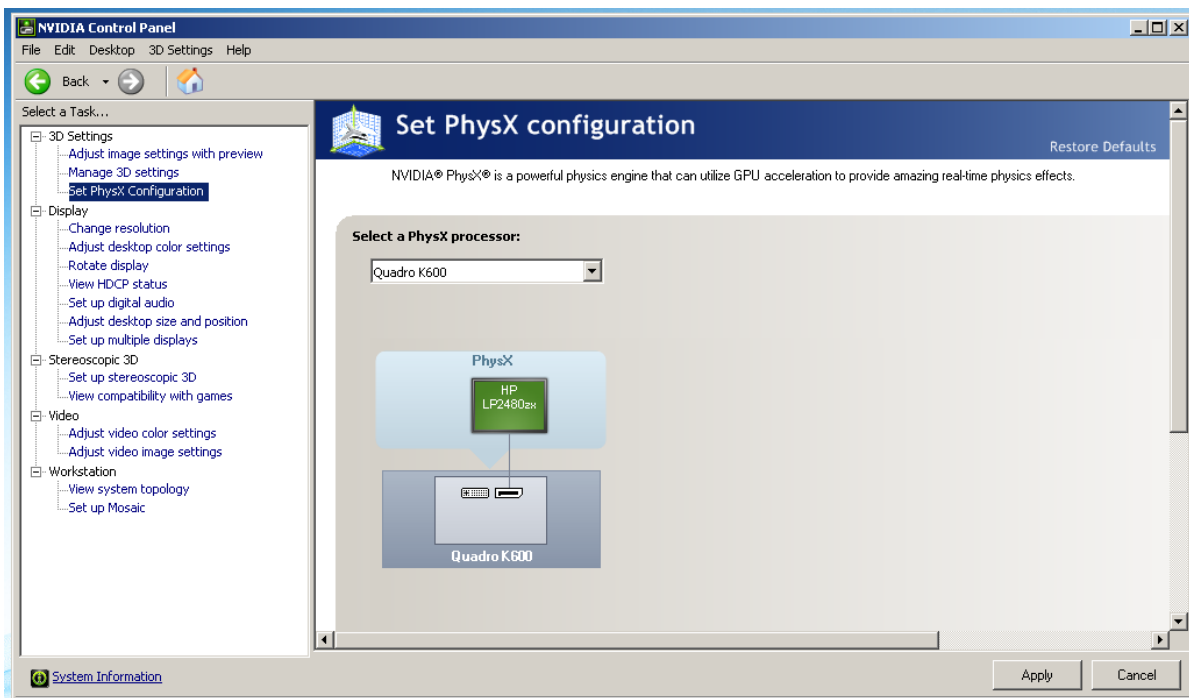 NVIDIA Control Panel
File Edit Desktop 3D Settings Help
Back
Select a Task...
3D Settings
Adjust image settings with preview
Manage 3D settings
Set PhysX Configuration
Display
Change resolution
Adjust desktop color settings
Rotate display
View HDCP status
Set up digital audio
Adjust desktop size and position
Set up multiple displays
Stereoscopic 3D
Set up stereoscopic 3D
View compatibility with games
Video
Adjust video color settings
Adjust video image settings
Workstation
View system topology
Set up Mosaic
Set PhysX configuration
Restore Defaults
NVIDIA® PhysX® is a powerful physics engine that can utilize GPU acceleration to provide amazing real-time physics effects.
Select a PhysX processor:
Quadro K600
PhysX
HP
LP2480zx
Quadro K600
System Information
Apply Cancel